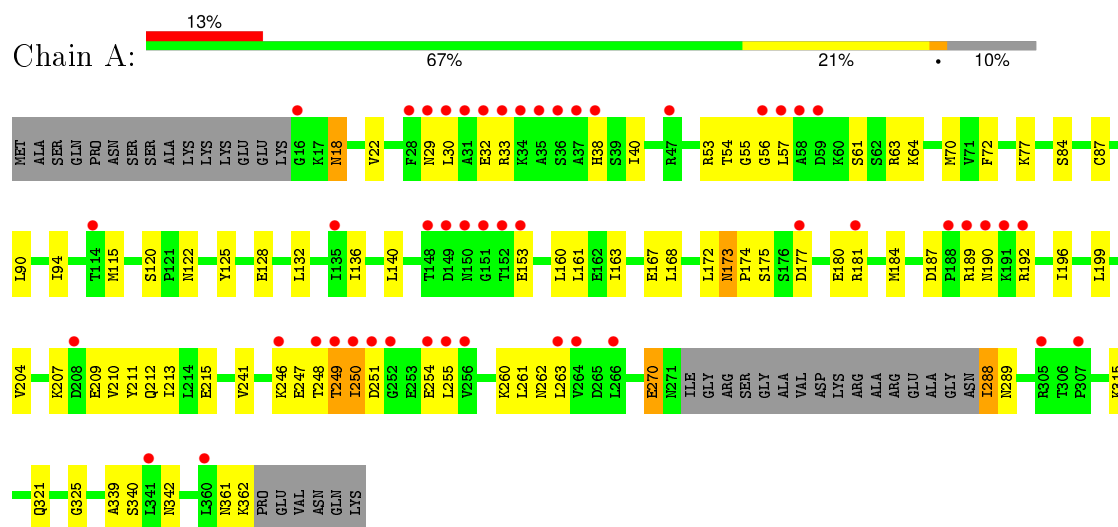 13%
Chain A:
67% 21% • 10%
MET ALA SER GLN PRO ASN SER SER ALA LYS LYS LYS GLU GLU LYS G16 K17 N18 V22 F28 N29 L30 A31 E32 R33 K34 A35 S36 A37 H38 S39 I40 R47 R53 T54 G55 G56 L57 A58 D59 K60 S61 S62 R63 K64 M70 V71 F72 K77 S84 C87
L90 I94 T114 M115 S120 P121 N122 Y125 E128 L132 I135 I136 L140 T148 D149 N150 G151 T152 E153 L160 L161 E162 I163 E167 L168 L172 N173 P174 S175 S176 D177 E180 R181 M184 D187 P188 R189 N190 K191 R192 I196 L199
V204 K207 D208 E209 V210 Y211 Q212 I213 L214 E215 V241 K246 E247 T248 T249 I250 D251 G252 E253 E254 L255 V256 K260 L261 N262 L263 V264 D265 L266 E270 N271 ILE GLY ARG SER GLY ALA VAL ASP LYS ARG ALA ARG GLU ALA GLY ASN I288 N289 R305 T306 P307 K315
Q321 G325 A339 S340 L341 N342 L360 N361 K362 PRO GLU VAL ASN GLN LYS